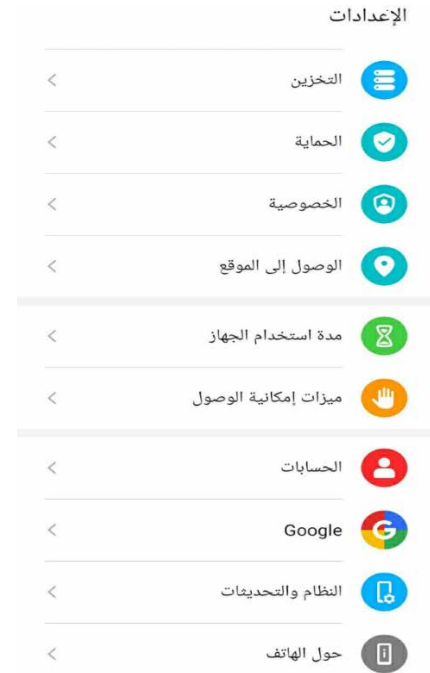 الإعدادات
التخزين
الحماية
الخصوصية
الوصول إلى الموقع
مدة استخدام الجهاز
ميزات إمكانية الوصول
الحسابات
Google
النظام والتحديثات
حول الهاتف